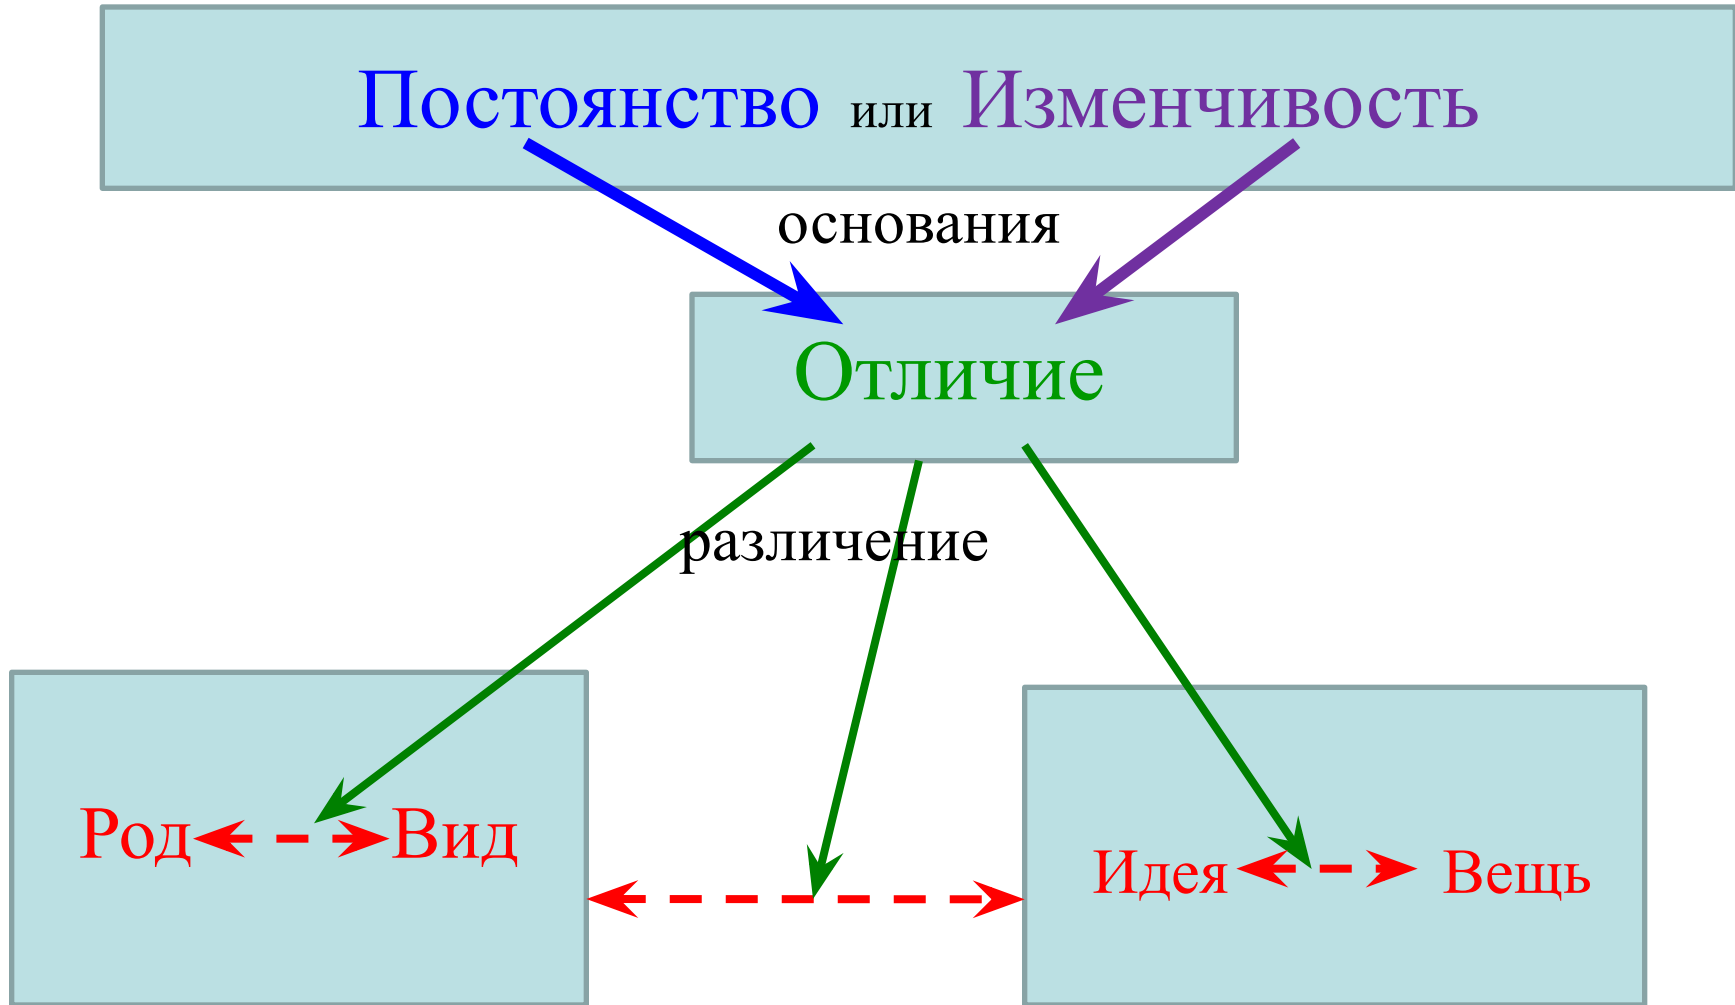 Постоянство или Изменчивость
основания
Отличие
различение
Род Вид
Идея Вещь